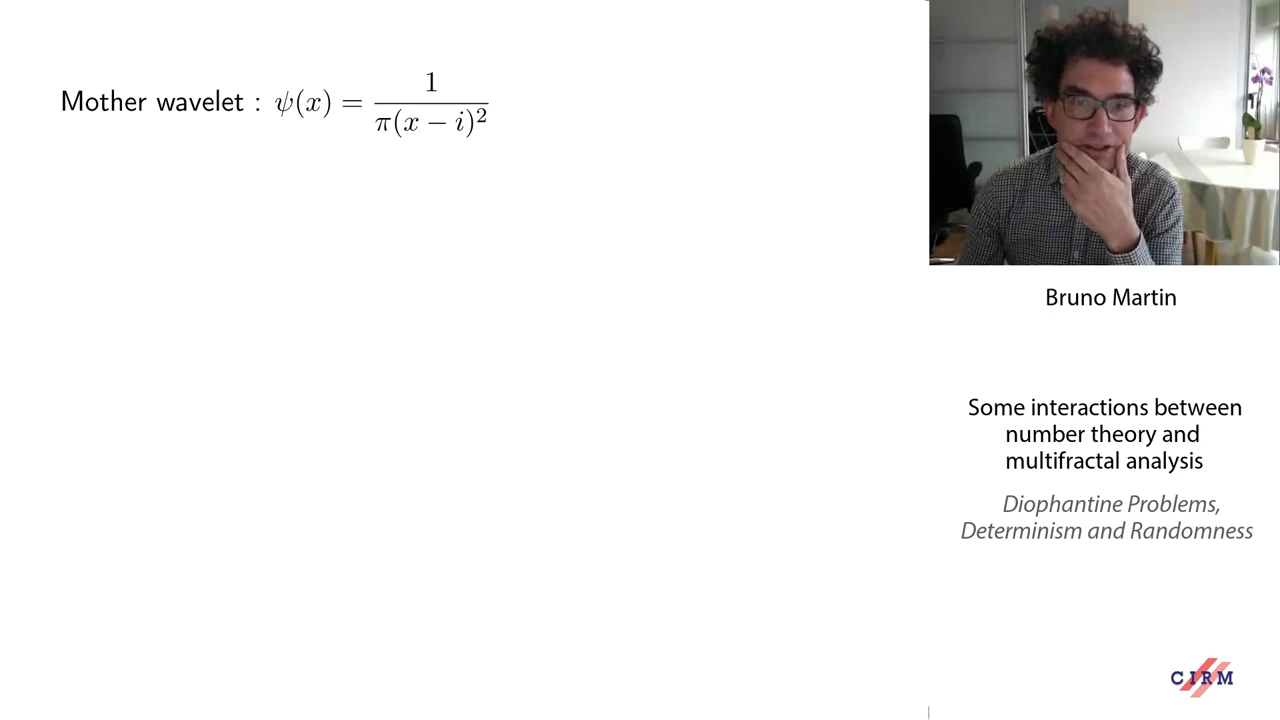 Mother wavelet : ψ(x) = 1 / π(x − i)²
Bruno Martin
Some interactions between
number theory and
multifractal analysis
Diophantine Problems,
Determinism and Randomness
CIRM